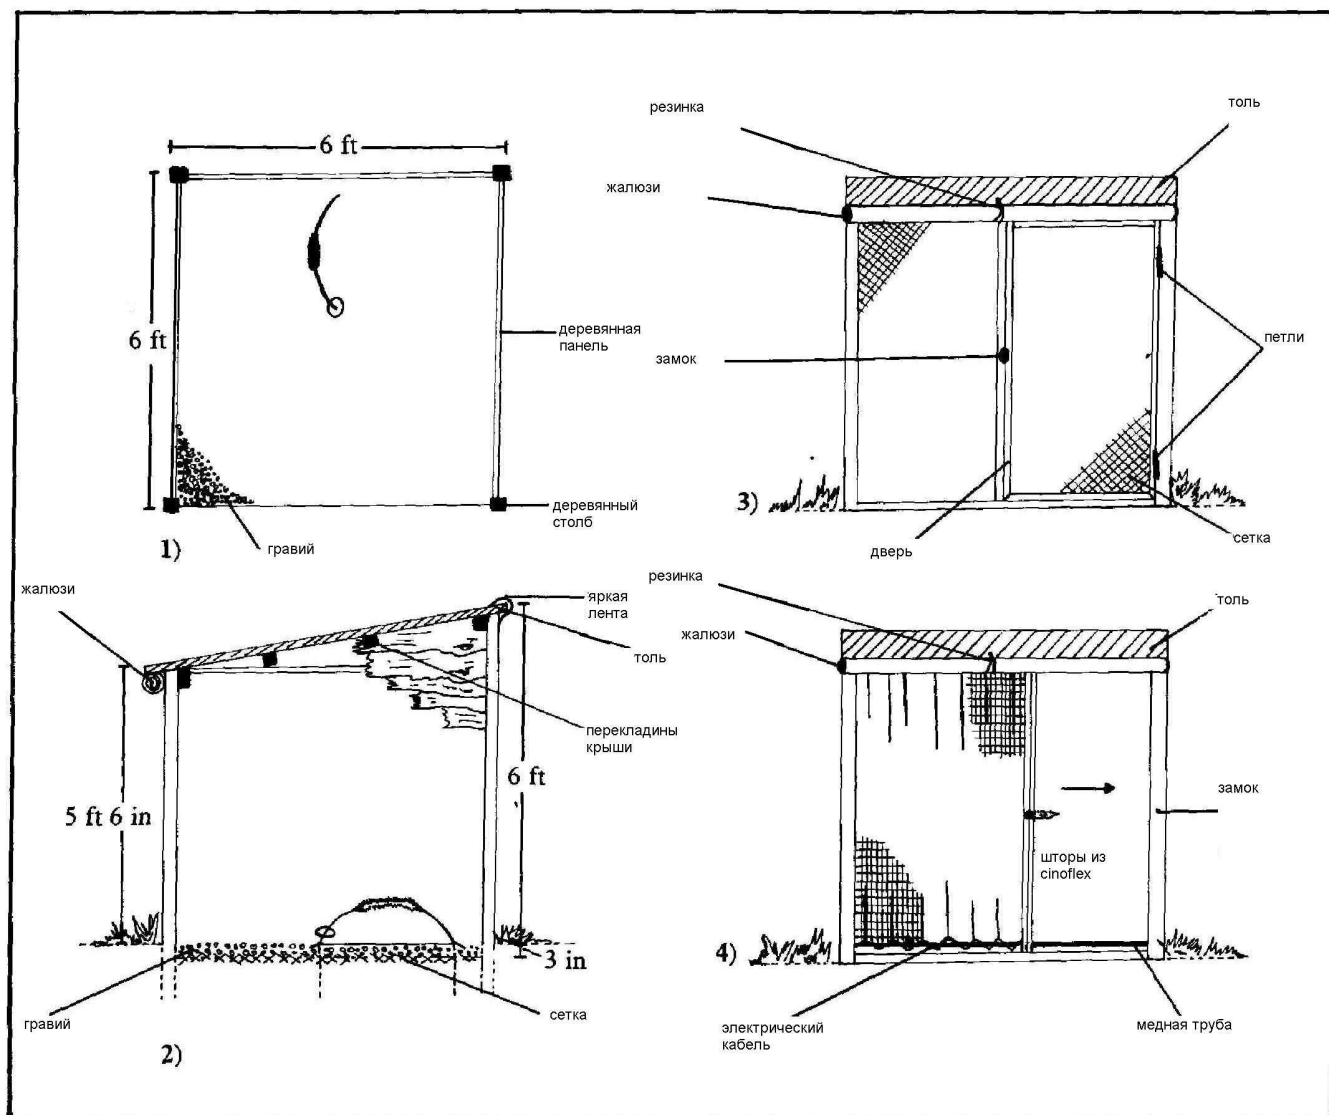 6 ft
6 ft
деревянная
панель
деревянный
столб
гравий
1)
резинка
толь
жалюзи
замок
петли
3)
дверь
сетка
жалюзи
яркая
лента
толь
перекладины
крыши
5 ft 6 in
6 ft
3 in
гравий
сетка
2)
резинка
толь
жалюзи
замок
шторы из
cinoflex
4)
электрический
кабель
медная труба